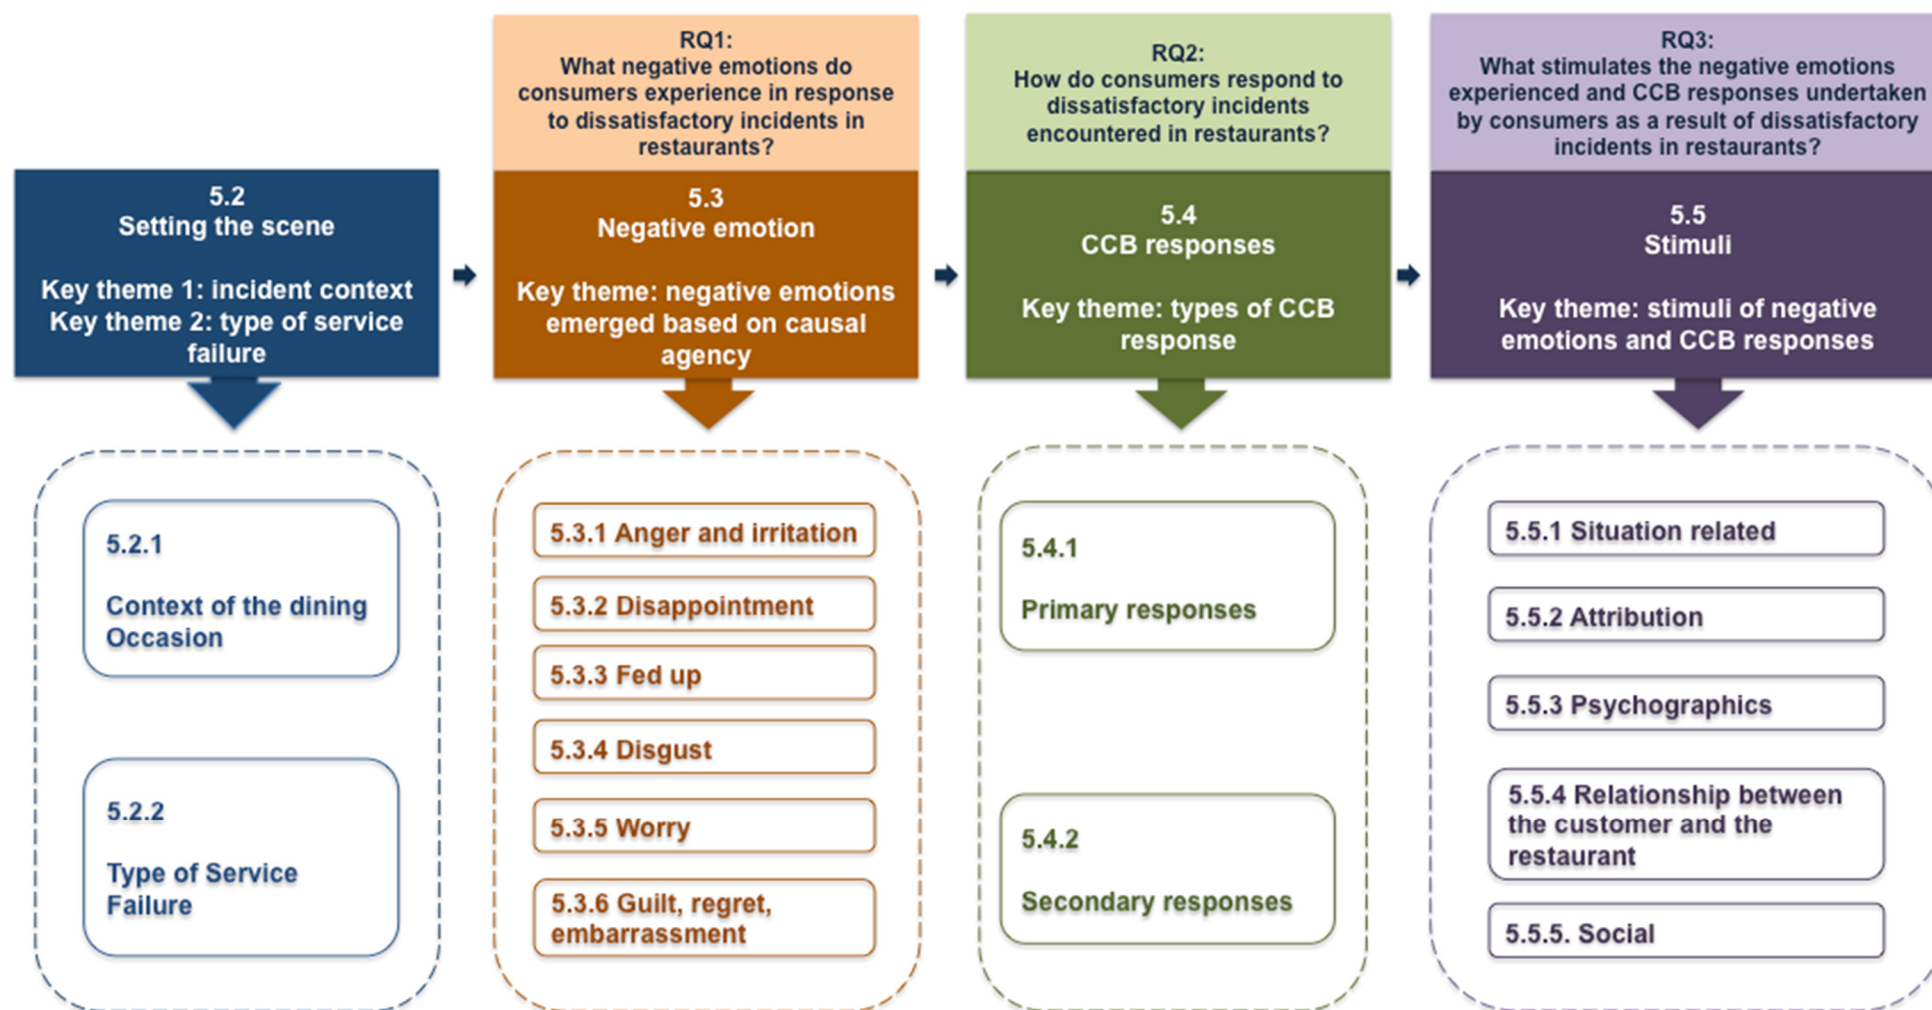 5.2
Setting the scene
Key theme 1: incident context
Key theme 2: type of service
failure
5.2.1
Context of the dining
Occasion
5.2.2
Type of Service
Failure
RQ1:
What negative emotions do
consumers experience in response
to dissatisfactory incidents in
restaurants?
5.3
Negative emotion
Key theme: negative emotions
emerged based on causal
agency
5.3.1 Anger and irritation
5.3.2 Disappointment
5.3.3 Fed up
5.3.4 Disgust
5.3.5 Worry
5.3.6 Guilt, regret,
embarrassment
RQ2:
How do consumers respond to
dissatisfactory incidents
encountered in restaurants?
5.4
CCB responses
Key theme: types of CCB
response
5.4.1
Primary responses
5.4.2
Secondary responses
RQ3:
What stimulates the negative emotions
experienced and CCB responses undertaken
by consumers as a result of dissatisfactory
incidents in restaurants?
5.5
Stimuli
Key theme: stimuli of negative
emotions and CCB responses
5.5.1 Situation related
5.5.2 Attribution
5.5.3 Psychographics
5.5.4 Relationship between
the customer and the
restaurant
5.5.5. Social